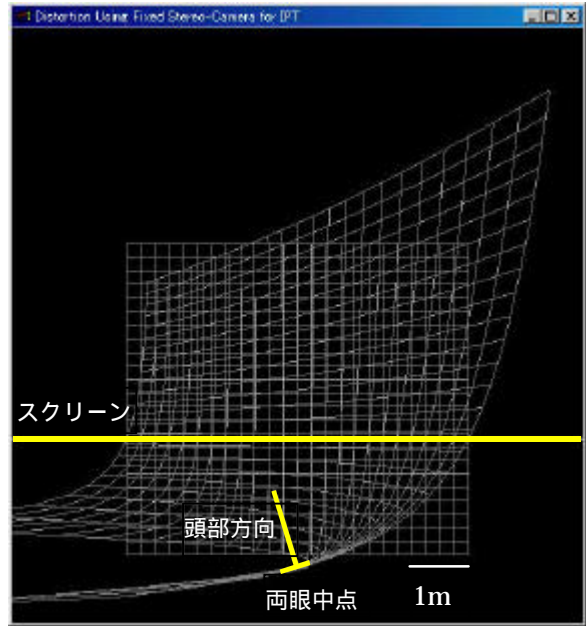 Distortion Using Fixed Stereo-Camera for IPT
スクリーン
頭部方向
両眼中点
1m